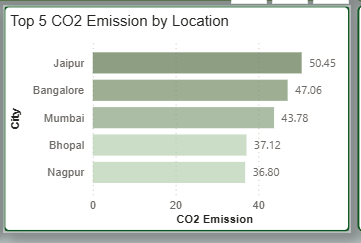 Top 5 CO2 Emission by Location
Jaipur 50.45
Bangalore 47.06
Mumbai 43.78
Bhopal 37.12
Nagpur 36.80
City
0 20 40
CO2 Emission